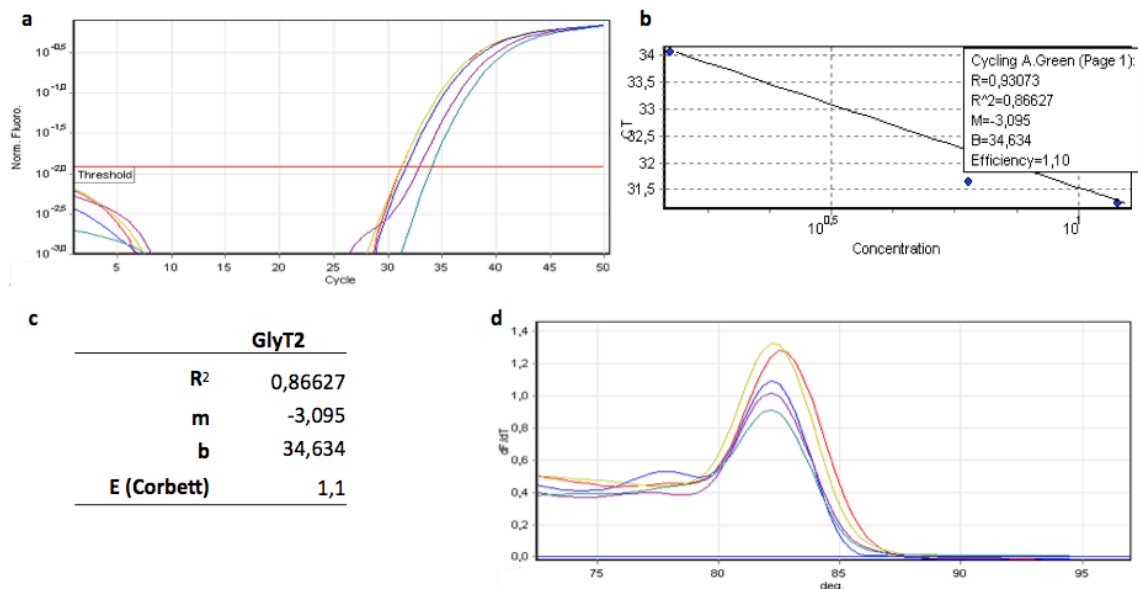 a
Norm. Fluoro.
10^-0,5
10^-1,0
10^-1,5
10^-2,0
Threshold
10^-2,5
10^-3,0
5 10 15 20 25 30 35 40 45 50
Cycle
b
CT
34
33,5
33
32,5
32
31,5
Cycling A.Green (Page 1):
R=0,93073
R^2=0,86627
M=-3,095
B=34,634
Efficiency=1,10
10^0,5 10^1
Concentration
c
GlyT2
R2 0,86627
m -3,095
b 34,634
E (Corbett) 1,1
d
dF/dT
1,4
1,2
1,0
0,8
0,6
0,4
0,2
0,0
75 80 85 90 95
deg.